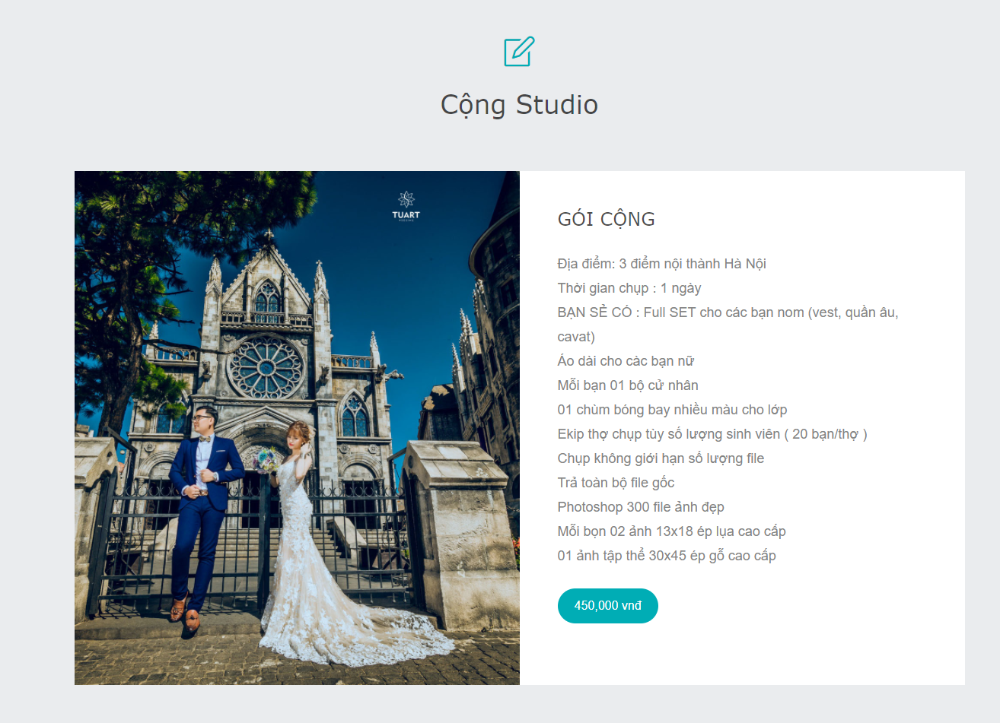 Cộng Studio
TUART
GÓI CỘNG
Địa điểm: 3 điểm nội thành Hà Nội
Thời gian chụp : 1 ngày
BẠN SẺ CÓ : Full SET cho các bạn nom (vest, quần âu,
cavat)
Áo dài cho các bạn nữ
Mỗi bạn 01 bộ cử nhân
01 chùm bóng bay nhiều màu cho lớp
Ekip thợ chụp tùy số lượng sinh viên ( 20 bạn/thợ )
Chụp không giới hạn số lượng file
Trả toàn bộ file gốc
Photoshop 300 file ảnh đẹp
Mỗi bọn 02 ảnh 13x18 ép lụa cao cấp
01 ảnh tập thể 30x45 ép gỗ cao cấp
450,000 vnđ